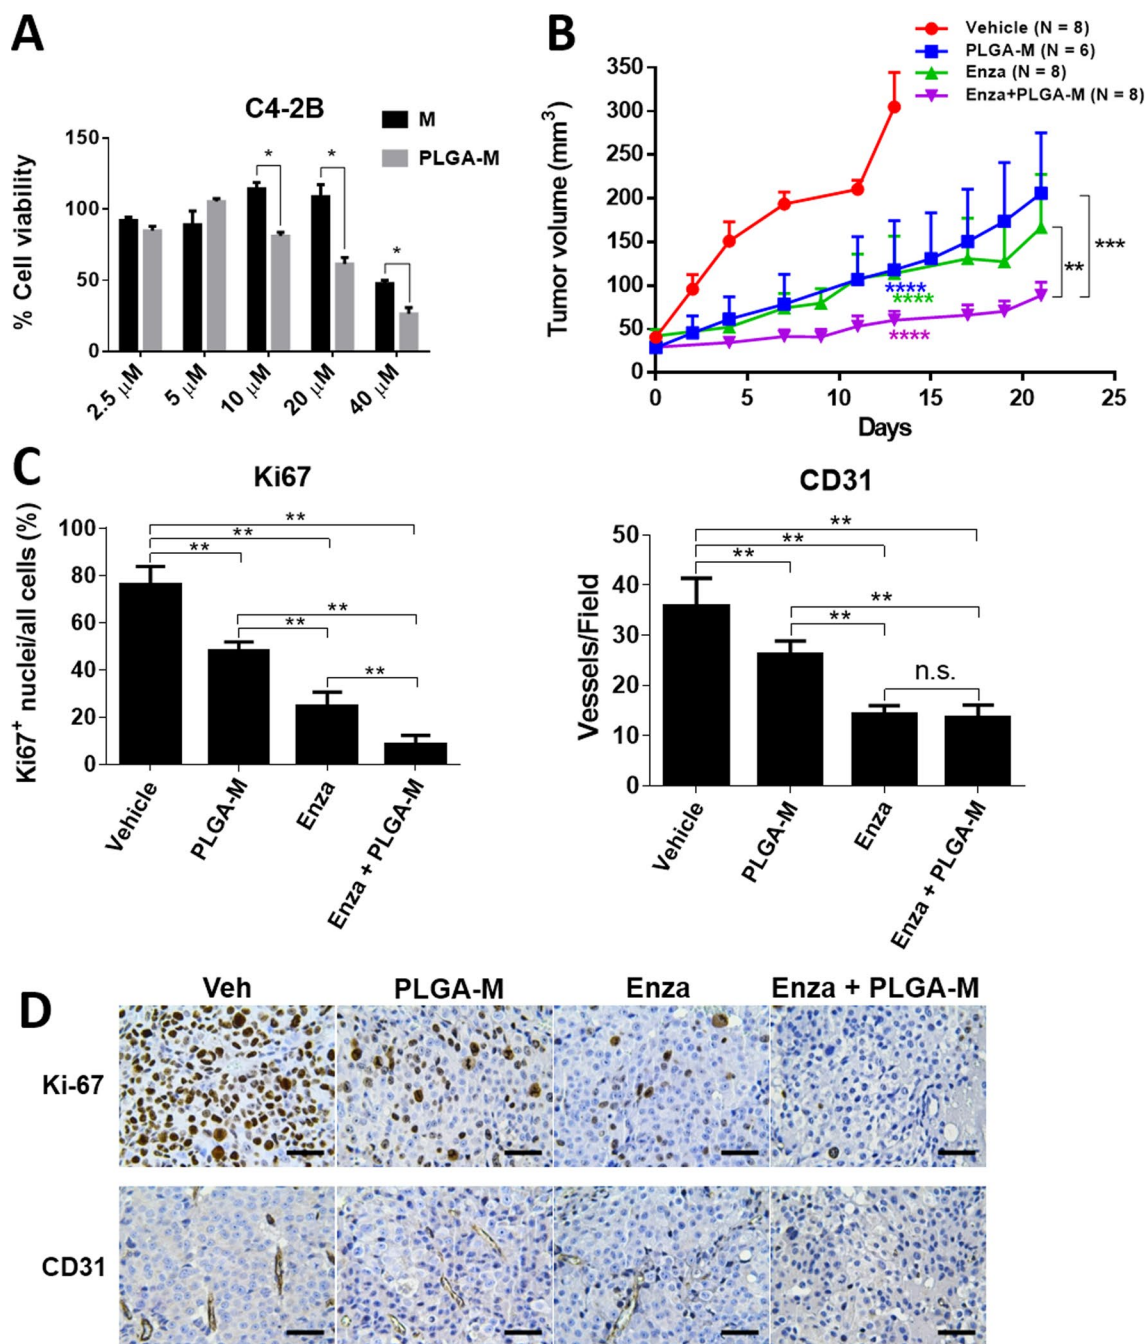 A
C4-2B
M
PLGA-M
% Cell viability
150
100
50
0
*
*
*
2.5 µM
5 µM
10 µM
20 µM
40 µM
B
Vehicle (N = 8)
PLGA-M (N = 6)
Enza (N = 8)
Enza+PLGA-M (N = 8)
Tumor volume (mm³)
350
300
250
200
150
100
50
0
****
****
****
**
***
0
5
10
15
20
25
Days
C
Ki67
Ki67⁺ nuclei/all cells (%)
100
80
60
40
20
0
**
**
**
**
**
**
Vehicle
PLGA-M
Enza
Enza + PLGA-M
CD31
Vessels/Field
50
40
30
20
10
0
**
**
**
**
**
n.s.
Vehicle
PLGA-M
Enza
Enza + PLGA-M
D
Veh
PLGA-M
Enza
Enza + PLGA-M
Ki-67
CD31